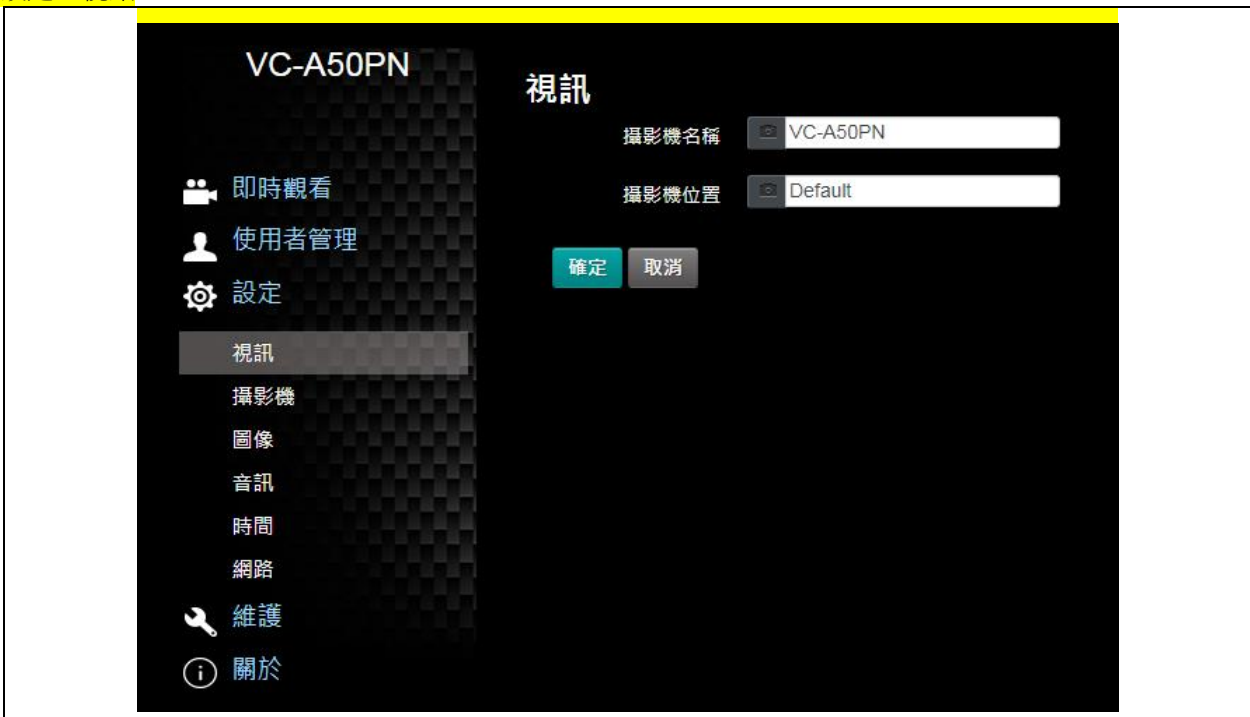 VC-A50PN
即時觀看
使用者管理
設定
視訊
攝影機
圖像
音訊
時間
網路
維護
關於
視訊
攝影機名稱 VC-A50PN
攝影機位置 Default
確定 取消